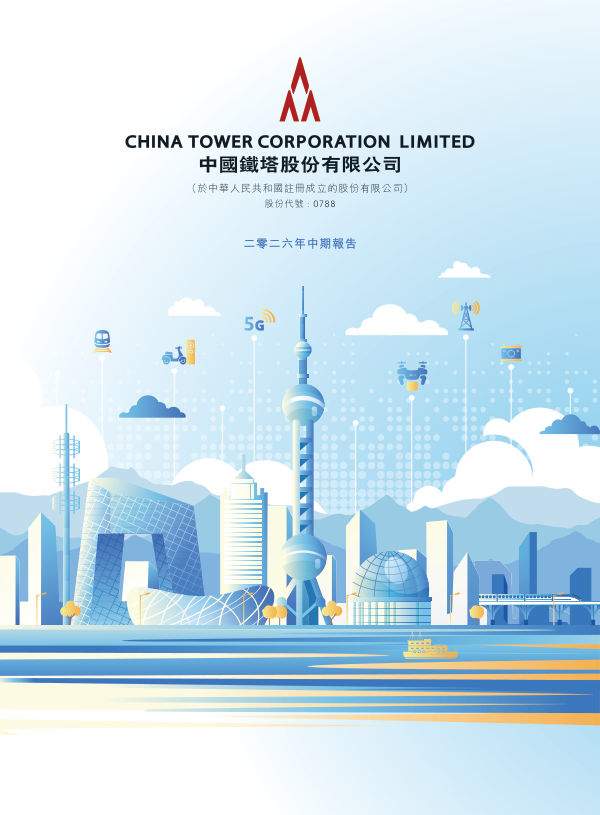 CHINA TOWER CORPORATION LIMITED
中國鐵塔股份有限公司
（於中華人民共和國註冊成立的股份有限公司）
股份代號：0788
二零二六年中期報告
5G